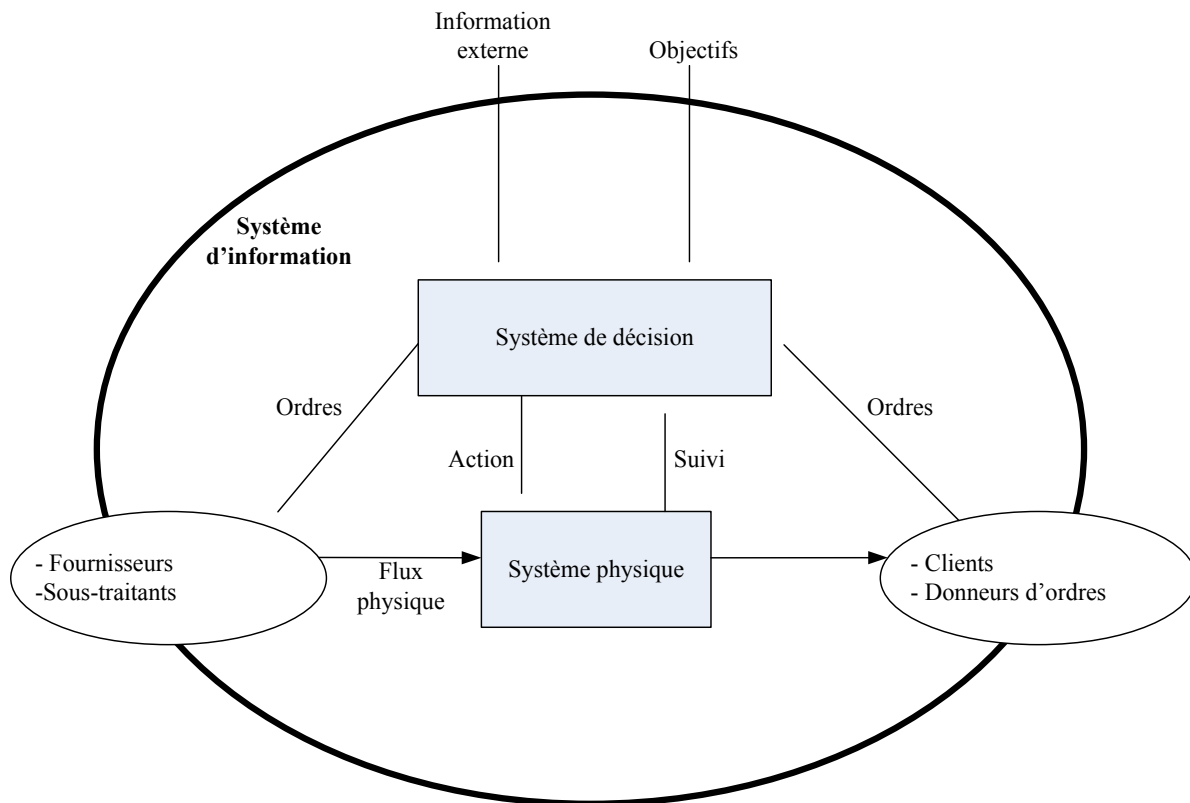 Information
externe
Objectifs
Système
d'information
Système de décision
Ordres
Ordres
Action
Suivi
- Fournisseurs
-Sous-traitants
Flux
physique
Système physique
- Clients
- Donneurs d'ordres